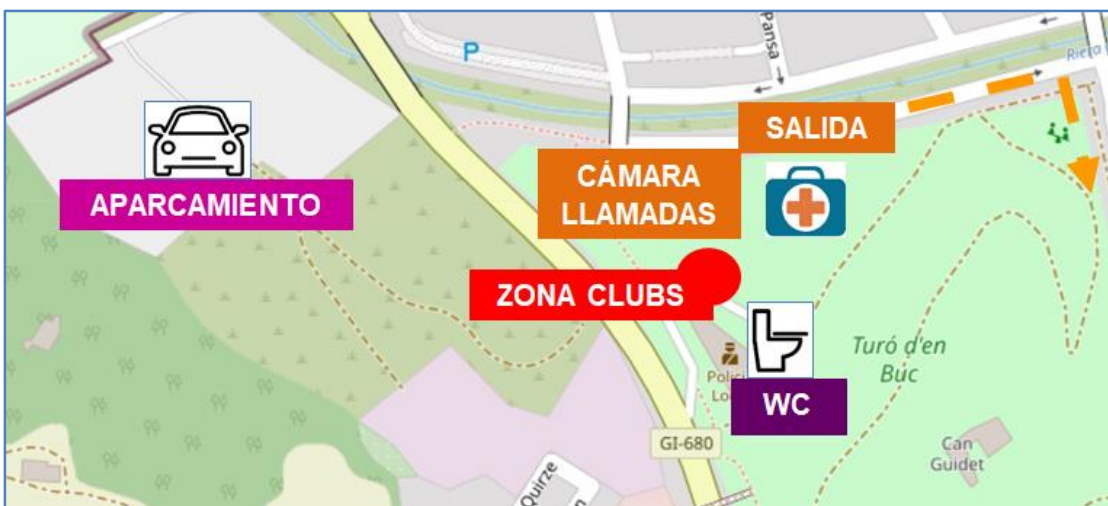 P
Pansa
Riera
SALIDA
CÁMARA
LLAMADAS
APARCAMIENTO
ZONA CLUBS
Turó d'en
Buc
WC
GI-680
Can
Guidet
Quirze